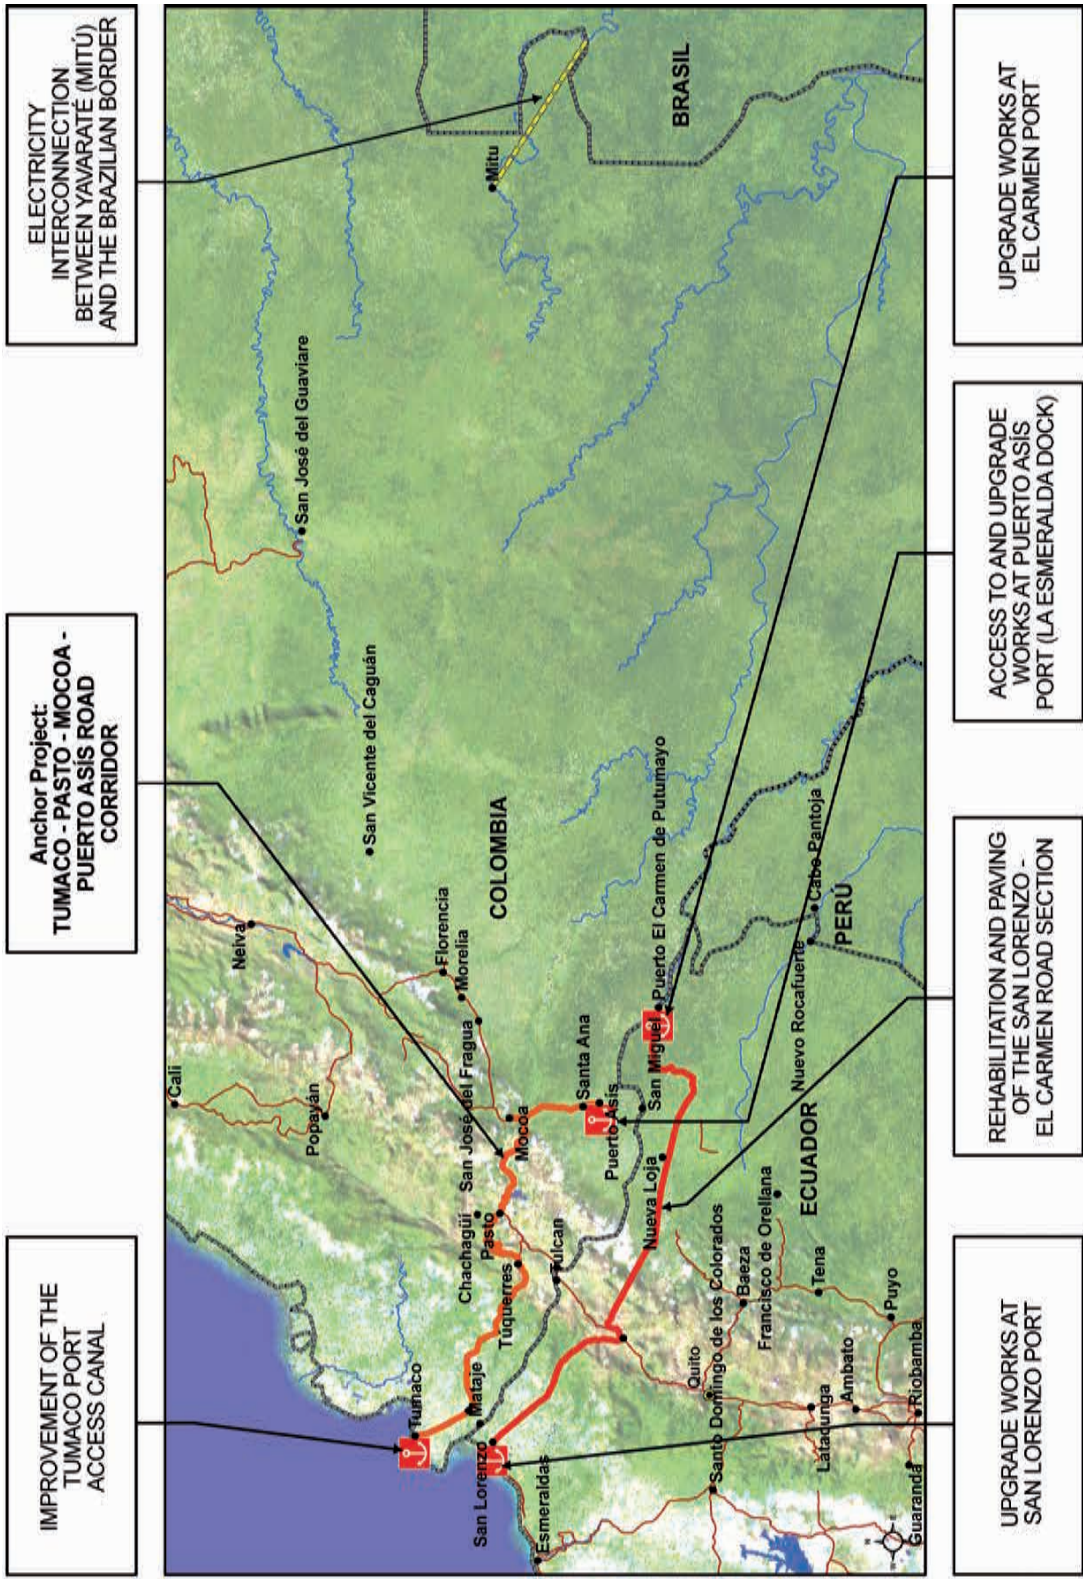 IMPROVEMENT OF THE
TUMACO PORT
ACCESS CANAL
Anchor Project:
TUMACO - PASTO - MOCOA -
PUERTO ASÍS ROAD
CORRIDOR
ELECTRICITY
INTERCONNECTION
BETWEEN YAVARATÉ (MITÚ)
AND THE BRAZILIAN BORDER
Cali
Popayán
Neiva
San José del Guaviare
San Vicente del Caguán
Florencia
Morelia
San José del Fragua
Mocoa
COLOMBIA
Mitu
BRASIL
Tumaco
Mataje
Chachagüí
Pasto
Túquerres
Santa Ana
Puerto Asís
San Miguel
Puerto El Carmen de Putumayo
San Lorenzo
Esmeraldas
Tulcan
Nueva Loja
Quito
Santo Domingo de los Colorados
Baeza
Francisco de Orellana
ECUADOR
Nuevo Rocafuerte
Cabo Pantoja
PERÚ
Latacunga
Ambato
Tena
Puyo
Guaranda
Riobamba
UPGRADE WORKS AT
SAN LORENZO PORT
REHABILITATION AND PAVING
OF THE SAN LORENZO -
EL CARMEN ROAD SECTION
ACCESS TO AND UPGRADE
WORKS AT PUERTO ASÍS
PORT (LA ESMERALDA DOCK)
UPGRADE WORKS AT
EL CARMEN PORT